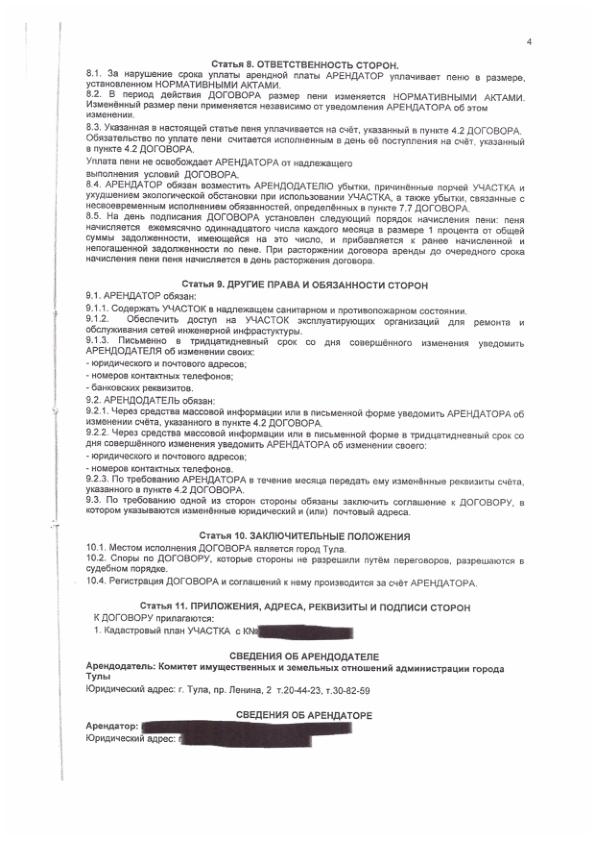 4
Статья 8. ОТВЕТСТВЕННОСТЬ СТОРОН.
8.1. За нарушение срока уплаты арендной платы АРЕНДАТОР уплачивает пеню в размере,
установленном НОРМАТИВНЫМИ АКТАМИ.
8.2. В период действия ДОГОВОРА размер пени изменяется НОРМАТИВНЫМИ АКТАМИ.
Изменённый размер пени применяется независимо от уведомления АРЕНДАТОРА об этом
изменении.
8.3. Указанная в настоящей статье пеня уплачивается на счёт, указанный в пункте 4.2 ДОГОВОРА.
Обязательство по уплате пени считается исполненным в день её поступления на счёт, указанный
в пункте 4.2 ДОГОВОРА.
Уплата пени не освобождает АРЕНДАТОРА от надлежащего
выполнения условий ДОГОВОРА.
8.4. АРЕНДАТОР обязан возместить АРЕНДОДАТЕЛЮ убытки, причинённые порчей УЧАСТКА и
ухудшением экологической обстановки при использовании УЧАСТКА, а также убытки, связанные с
несвоевременным исполнением обязанностей, определённых в пункте 7.7 ДОГОВОРА.
8.5. На день подписания ДОГОВОРА установлен следующий порядок начисления пени: пеня
начисляется ежемесячно одиннадцатого числа каждого месяца в размере 1 процента от общей
суммы задолженности, имеющейся на это число, и прибавляется к ранее начисленной и
непогашенной задолженности по пене. При расторжении договора аренды до очередного срока
начисления пени пеня начисляется в день расторжения договора.
Статья 9. ДРУГИЕ ПРАВА И ОБЯЗАННОСТИ СТОРОН
9.1. АРЕНДАТОР обязан:
9.1.1. Содержать УЧАСТОК в надлежащем санитарном и противопожарном состоянии.
9.1.2. Обеспечить доступ на УЧАСТОК эксплуатирующих организаций для ремонта и
обслуживания сетей инженерной инфраструктуры.
9.1.3. Письменно в тридцатидневный срок со дня совершённого изменения уведомить
АРЕНДОДАТЕЛЯ об изменении своих:
- юридического и почтового адресов;
- номеров контактных телефонов;
- банковских реквизитов.
9.2. АРЕНДОДАТЕЛЬ обязан:
9.2.1. Через средства массовой информации или в письменной форме уведомить АРЕНДАТОРА об
изменении счёта, указанного в пункте 4.2 ДОГОВОРА.
9.2.2. Через средства массовой информации или в письменной форме в тридцатидневный срок со
дня совершённого изменения уведомить АРЕНДАТОРА об изменении своего:
- юридического и почтового адресов;
- номеров контактных телефонов.
9.2.3. По требованию АРЕНДАТОРА в течение месяца передать ему изменённые реквизиты счёта,
указанного в пункте 4.2 ДОГОВОРА.
9.3. По требованию одной из сторон стороны обязаны заключить соглашение к ДОГОВОРУ, в
котором указываются изменённые юридический и (или) почтовый адреса.
Статья 10. ЗАКЛЮЧИТЕЛЬНЫЕ ПОЛОЖЕНИЯ
10.1. Местом исполнения ДОГОВОРА является город Тула.
10.2. Споры по ДОГОВОРУ, которые стороны не разрешили путём переговоров, разрешаются в
судебном порядке.
10.4. Регистрация ДОГОВОРА и соглашений к нему производится за счёт АРЕНДАТОРА.
Статья 11. ПРИЛОЖЕНИЯ, АДРЕСА, РЕКВИЗИТЫ И ПОДПИСИ СТОРОН
К ДОГОВОРУ прилагаются:
1. Кадастровый план УЧАСТКА с К№
СВЕДЕНИЯ ОБ АРЕНДОДАТЕЛЕ
Арендодатель: Комитет имущественных и земельных отношений администрации города
Тулы
Юридический адрес: г. Тула, пр. Ленина, 2 т.20-44-23, т.30-82-59
СВЕДЕНИЯ ОБ АРЕНДАТОРЕ
Арендатор:
Юридический адрес: г